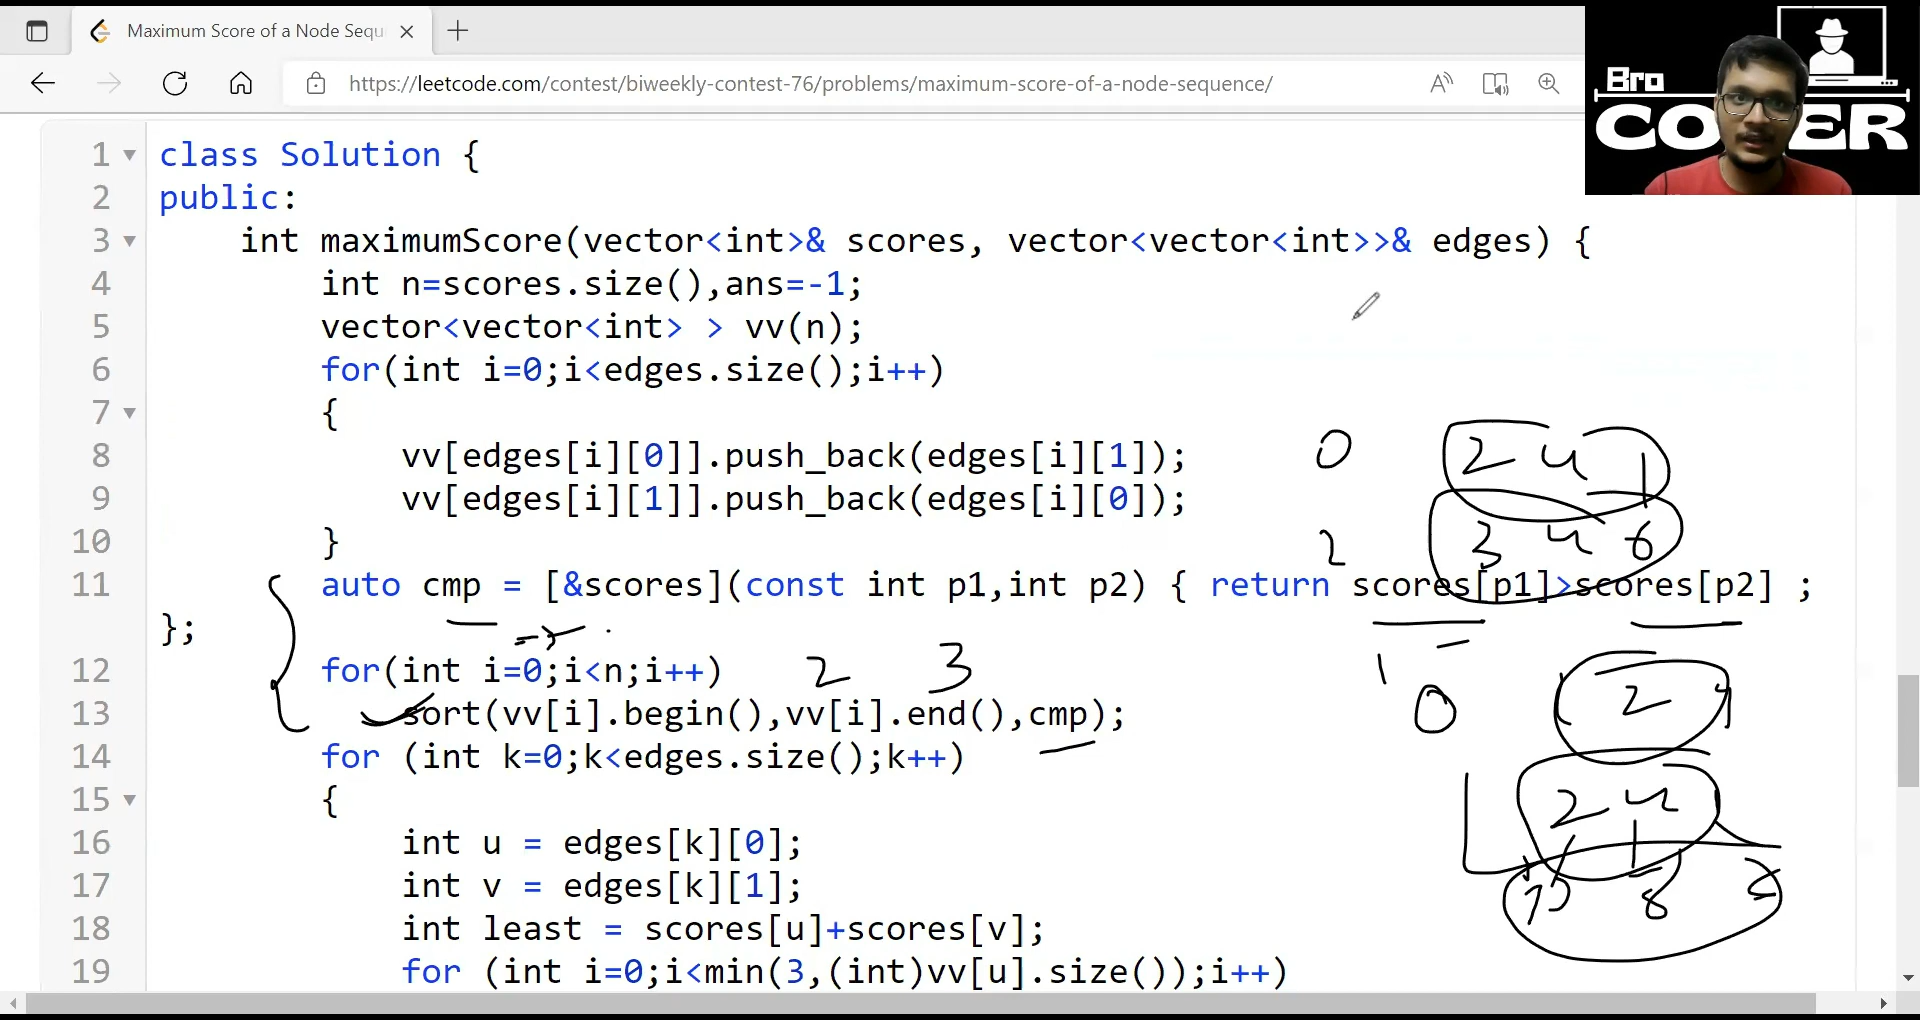 Maximum Score of a Node Sequ
https://leetcode.com/contest/biweekly-contest-76/problems/maximum-score-of-a-node-sequence/
Bro
CODER
1 class Solution {
2 public:
3 int maximumScore(vector<int>& scores, vector<vector<int>>& edges) {
4 int n=scores.size(),ans=-1;
5 vector<vector<int> > vv(n);
6 for(int i=0;i<edges.size();i++)
7 {
8 vv[edges[i][0]].push_back(edges[i][1]);
9 vv[edges[i][1]].push_back(edges[i][0]);
10 }
11 auto cmp = [&scores](const int p1,int p2) { return scores[p1]>scores[p2] ;
};
12 for(int i=0;i<n;i++)
13 sort(vv[i].begin(),vv[i].end(),cmp);
14 for (int k=0;k<edges.size();k++)
15 {
16 int u = edges[k][0];
17 int v = edges[k][1];
18 int least = scores[u]+scores[v];
19 for (int i=0;i<min(3,(int)vv[u].size());i++)
0 2 4 1
2 3 4 6
2 3
0 2
2 4
8